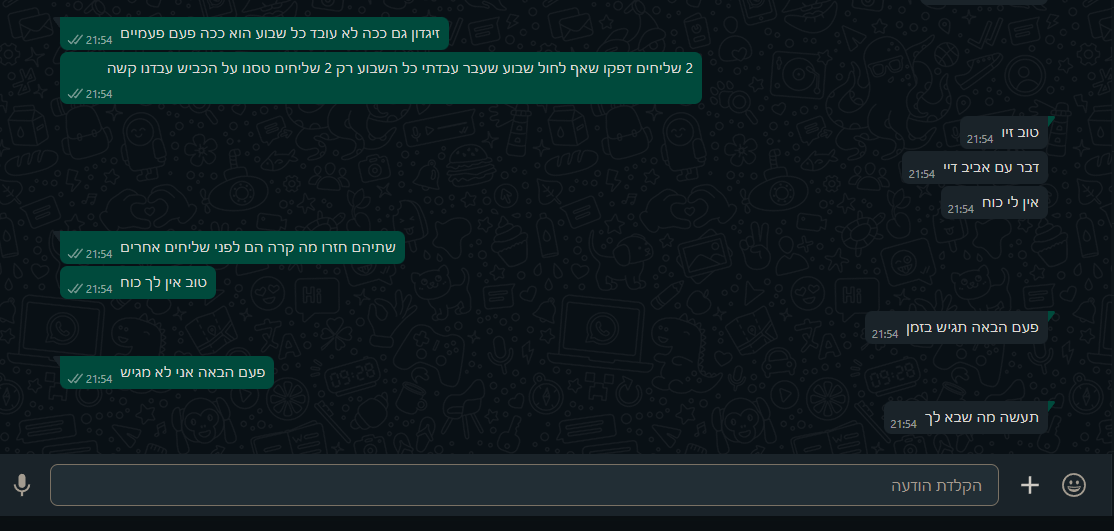 זיגדון גם ככה לא עובד כל שבוע הוא ככה פעם פעמיים
21:54
2 שליחים דפקו שאף לחול שבוע שעבר עבדתי כל השבוע רק 2 שליחים טסנו על הכביש עבדנו קשה
21:54
טוב זיו
21:54
דבר עם אביב דיי
21:54
אין לי כוח
21:54
שתיהם חזרו מה קרה הם לפני שליחים אחרים
21:54
טוב אין לך כוח
21:54
פעם הבאה תגיש בזמן
21:54
פעם הבאה אני לא מגיש
21:54
תעשה מה שבא לך
21:54
הקלדת הודעה